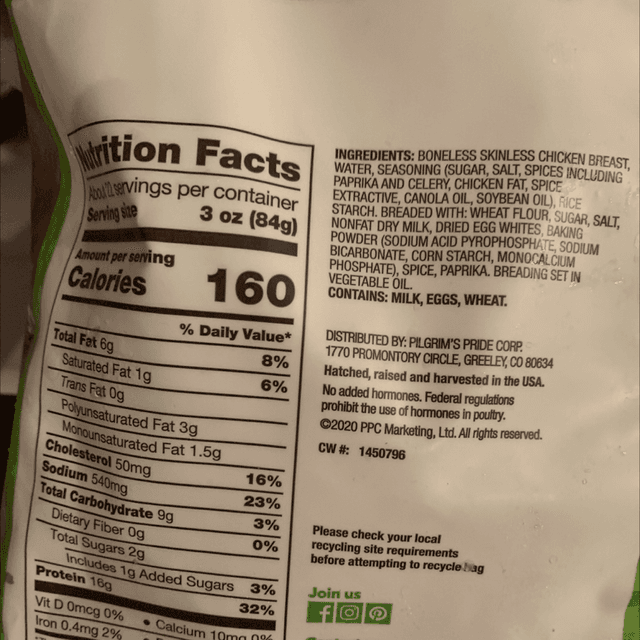 Nutrition Facts
About 12 servings per container
Serving size 3 oz (84g)
Amount per serving
Calories 160
% Daily Value*
Total Fat 6g 8%
Saturated Fat 1g 6%
Trans Fat 0g
Polyunsaturated Fat 3g
Monounsaturated Fat 1.5g
Cholesterol 50mg 16%
Sodium 540mg 23%
Total Carbohydrate 9g 3%
Dietary Fiber 0g 0%
Total Sugars 2g
Includes 1g Added Sugars 3%
Protein 16g 32%
Vit D 0mcg 0% • Calcium 10mg 0%
Iron 0.4mg 2%
INGREDIENTS: BONELESS SKINLESS CHICKEN BREAST,
WATER, SEASONING (SUGAR, SALT, SPICES INCLUDING
PAPRIKA AND CELERY, CHICKEN FAT, SPICE
EXTRACTIVE, CANOLA OIL, SOYBEAN OIL), RICE
STARCH. BREADED WITH: WHEAT FLOUR, SUGAR, SALT,
NONFAT DRY MILK, DRIED EGG WHITES, BAKING
POWDER (SODIUM ACID PYROPHOSPHATE, SODIUM
BICARBONATE, CORN STARCH, MONOCALCIUM
PHOSPHATE), SPICE, PAPRIKA. BREADING SET IN
VEGETABLE OIL.
CONTAINS: MILK, EGGS, WHEAT.
DISTRIBUTED BY: PILGRIM'S PRIDE CORP.
1770 PROMONTORY CIRCLE, GREELEY, CO 80634
Hatched, raised and harvested in the USA.
No added hormones. Federal regulations
prohibit the use of hormones in poultry.
©2020 PPC Marketing, Ltd. All rights reserved.
CW #: 1450796
Please check your local
recycling site requirements
before attempting to recycle bag
Join us